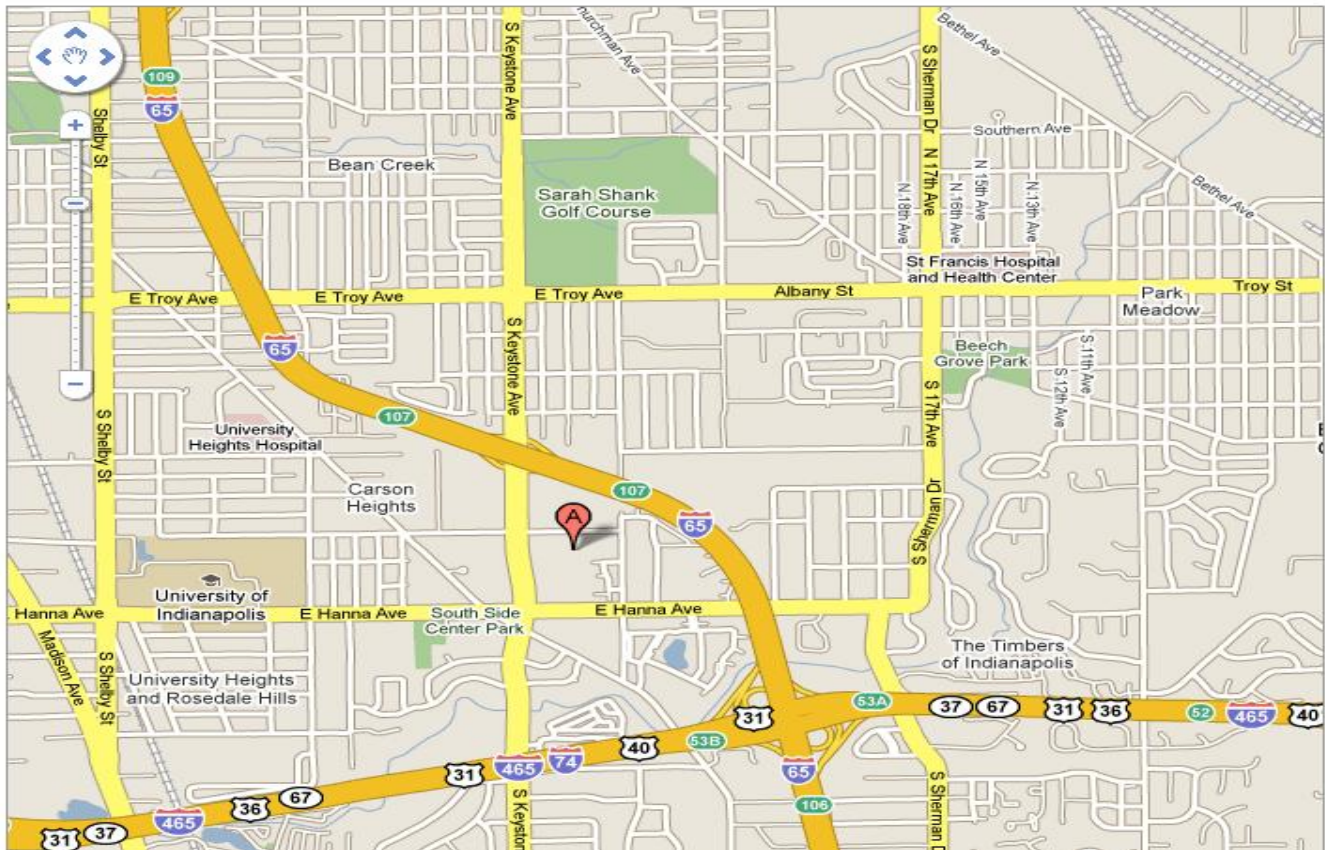 109
65
Shelby St
S Keystone Ave
Churchman Ave
Bethel Ave
S Sherman Dr
Southern Ave
Bean Creek
Sarah Shank
Golf Course
N 17th Ave
N 18th Ave
N 16th Ave
N 15th Ave
N 13th Ave
Bethel Ave
St Francis Hospital
and Health Center
E Troy Ave
E Troy Ave
E Troy Ave
Albany St
Troy St
Park
Meadow
65
S Keystone Ave
Beech
Grove Park
S 11th Ave
S 12th Ave
107
S Shelby St
University
Heights Hospital
S 17th Ave
Carson
Heights
107
65
A
S Sherman Dr
University of
Indianapolis
Hanna Ave
E Hanna Ave
South Side
Center Park
E Hanna Ave
Madison Ave
S Shelby St
University Heights
and Rosedale Hills
The Timbers
of Indianapolis
53A
37
67
31
36
52
465
40
31
53B
40
74
465
31
65
67
36
106
465
37
31
S Keyston
S Sherman D